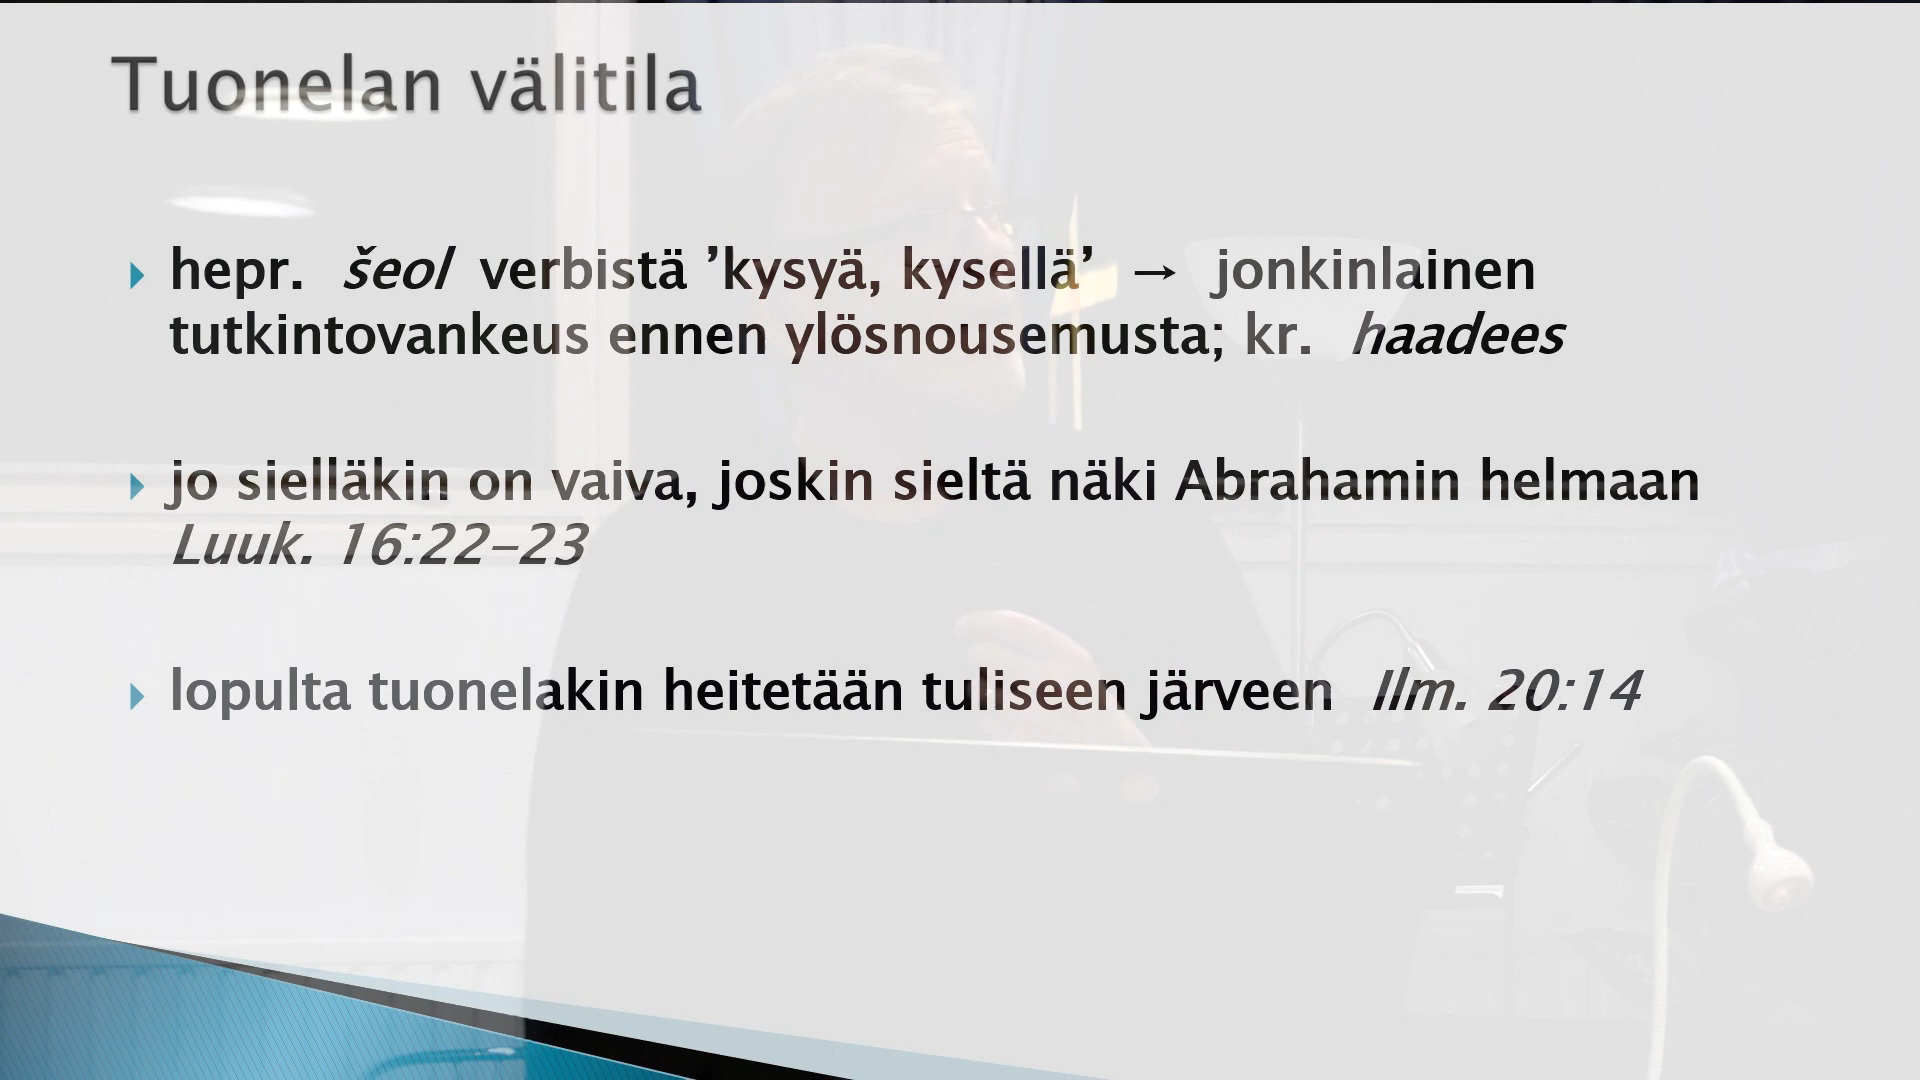 Tuonelan välitila
hepr. šeol verbistä ’kysyä, kysellä’ → jonkinlainen
tutkintovankeus ennen ylösnousemusta; kr. haadees
jo sielläkin on vaiva, joskin sieltä näki Abrahamin helmaan
Luuk. 16:22–23
lopulta tuonelakin heitetään tuliseen järveen Ilm. 20:14